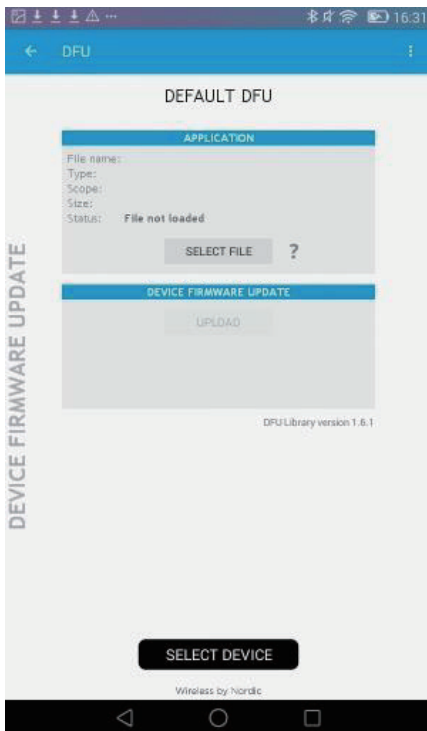 16:31
DFU
DEFAULT DFU
APPLICATION
File name:
Type:
Scope:
Size:
Status: File not loaded
SELECT FILE ?
DEVICE FIRMWARE UPDATE
UPLOAD
DFU Library version 1.6.1
DEVICE FIRMWARE UPDATE
SELECT DEVICE
Wireless by Nordic